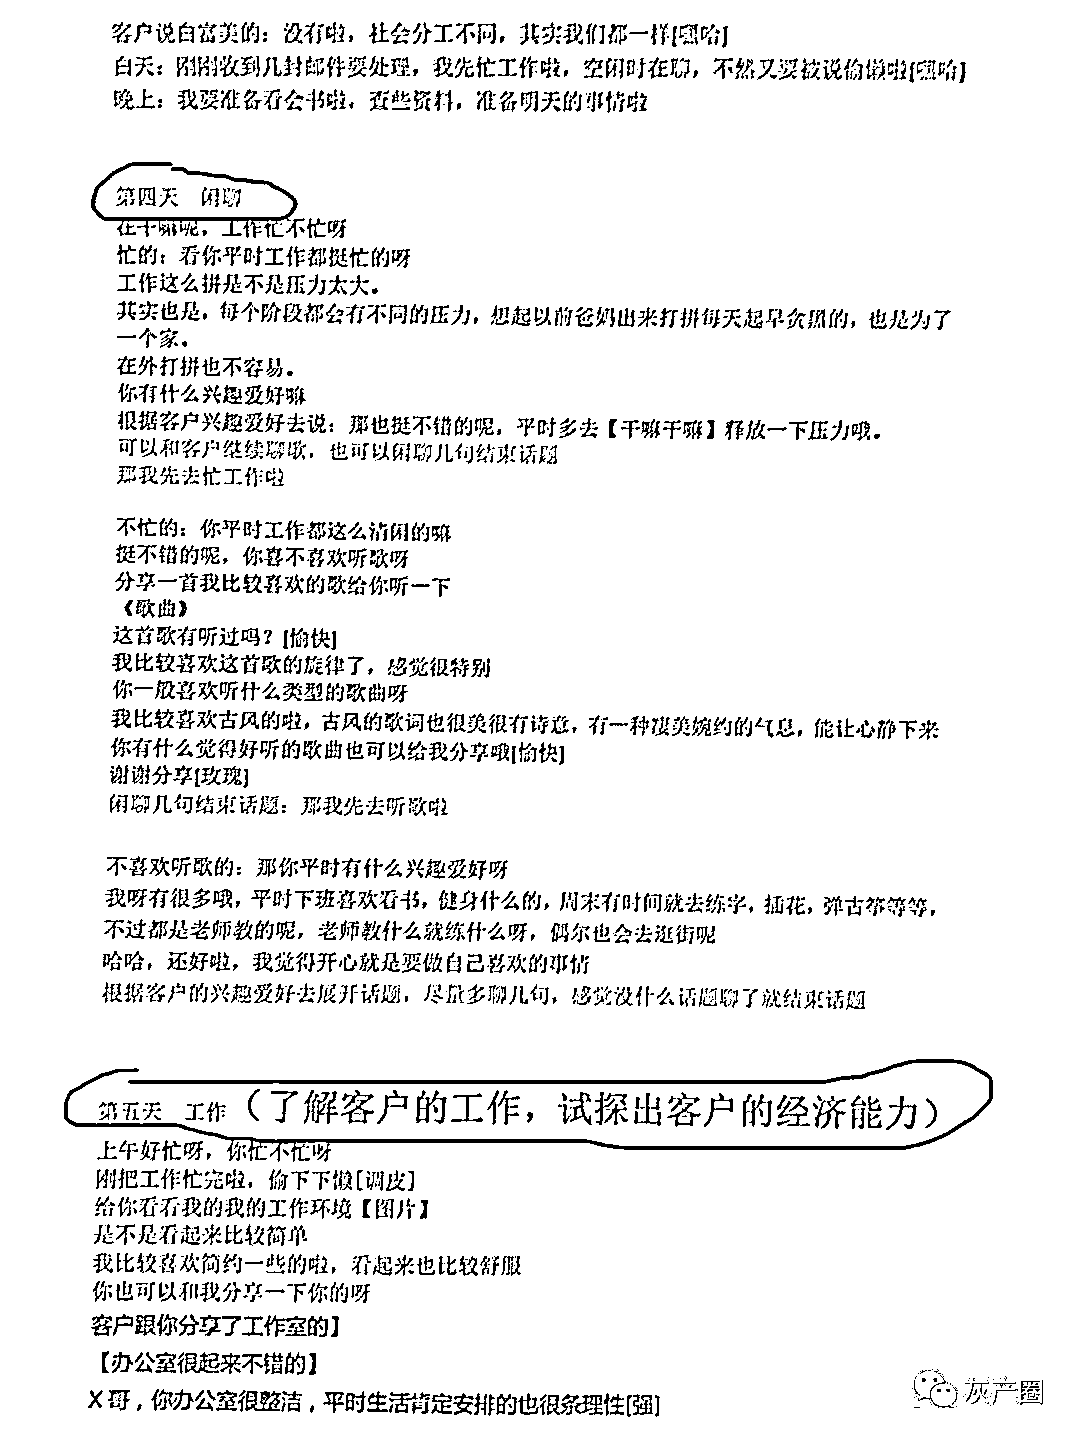 客户说白富美的：没有啦，社会分工不同，其实我们都一样[嘿哈]
白天：刚刚收到几封邮件要处理，我先忙工作啦，空闲时在聊，不然又要被说偷懒啦[嘿哈]
晚上：我要准备看会书啦，查些资料，准备明天的事情啦
第四天 闲聊
在干嘛呢，工作忙不忙呀
忙的：看你平时工作都挺忙的呀
工作这么拼是不是压力太大。
其实也是，每个阶段都会有不同的压力，想起以前爸妈出来打拼每天起早贪黑的，也是为了
一个家。
在外打拼也不容易。
你有什么兴趣爱好嘛
根据客户兴趣爱好去说：那也挺不错的呢，平时多去【干嘛干嘛】释放一下压力哦。
可以和客户继续聊歌，也可以闲聊几句结束话题
那我先去忙工作啦
不忙的：你平时工作都这么清闲的嘛
挺不错的呢，你喜不喜欢听歌呀
分享一首我比较喜欢的歌给你听一下
《歌曲》
这首歌有听过吗？[愉快]
我比较喜欢这首歌的旋律了，感觉很特别
你一般喜欢听什么类型的歌曲呀
我比较喜欢古风的啦，古风的歌词也很美很有诗意，有一种凄美婉约的气息，能让心静下来
你有什么觉得好听的歌曲也可以给我分享哦[愉快]
谢谢分享[玫瑰]
闲聊几句结束话题：那我先去听歌啦
不喜欢听歌的：那你平时有什么兴趣爱好呀
我呀有很多哦，平时下班喜欢看书，健身什么的，周末有时间就去练字，插花，弹古筝等等，
不过都是老师教的呢，老师教什么就练什么呀，偶尔也会去逛街呢
哈哈，还好啦，我觉得开心就是要做自己喜欢的事情
根据客户的兴趣爱好去展开话题，尽量多聊几句，感觉没什么话题聊了就结束话题
第五天 工作（了解客户的工作，试探出客户的经济能力）
上午好忙呀，你忙不忙呀
刚把工作忙完啦，偷下下懒[调皮]
给你看看我的我的工作环境【图片】
是不是看起来比较简单
我比较喜欢简约一些的啦，看起来也比较舒服
你也可以和我分享一下你的呀
客户跟你分享了工作室的】
【办公室很起来不错的】
X哥，你办公室很整洁，平时生活肯定安排的也很条理性[强]
灰产圈